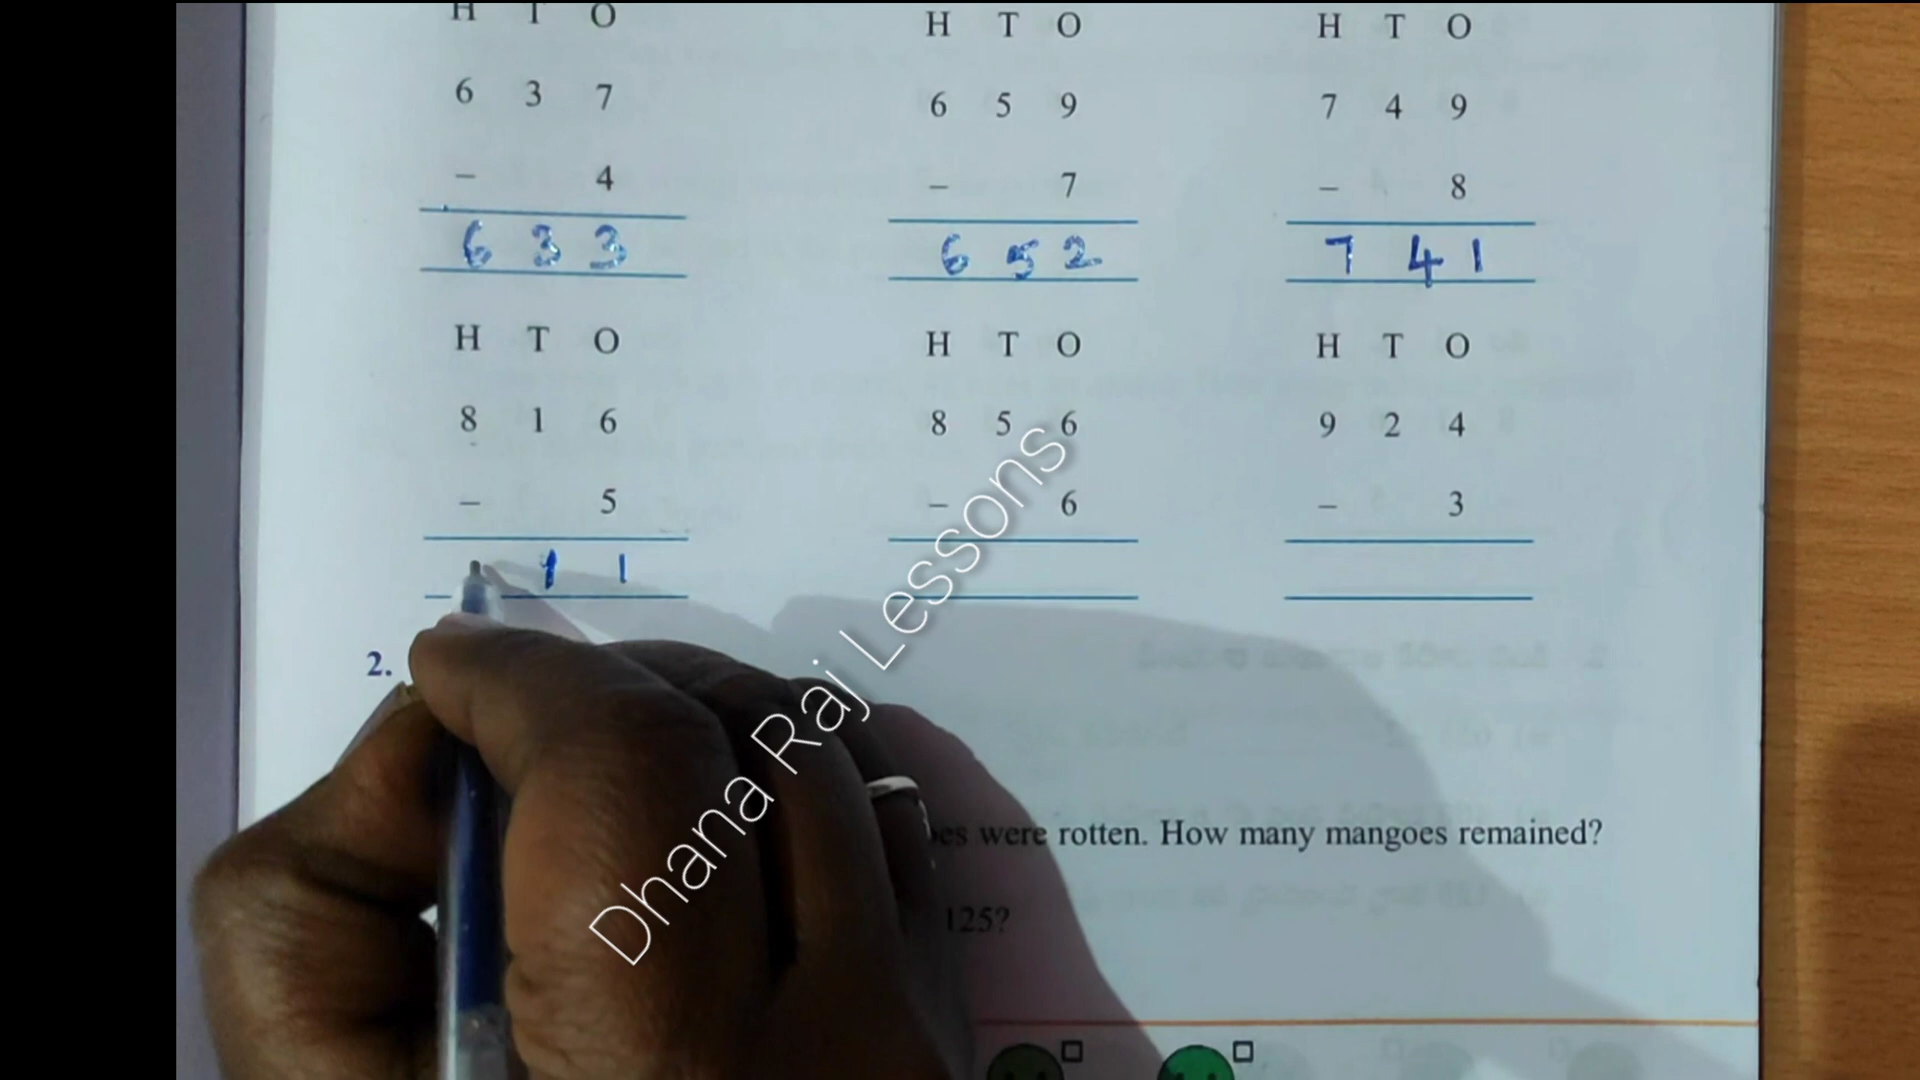 H T O H T O H T O
6 3 7 6 5 9 7 4 9
– 4 – 7 – 8
6 3 3 6 5 2 7 4 1
H T O H T O H T O
8 1 6 8 5 6 9 2 4
– 5 – 6 – 3
1 1
2.
were rotten. How many mangoes remained?
125?
Dhana Raj Lessons